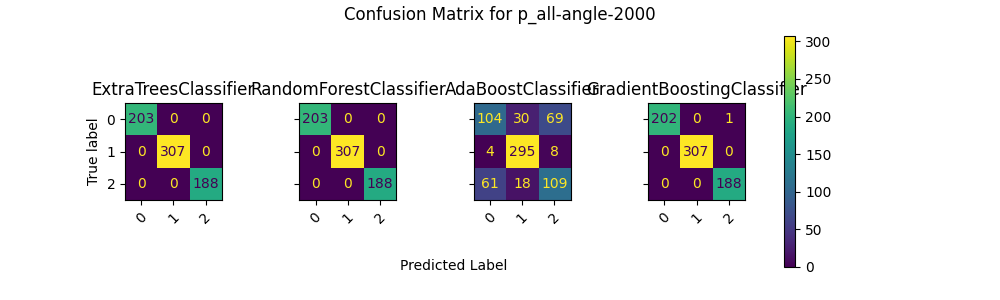 Confusion Matrix for p_all-angle-2000
ExtraTreesClassifier RandomForestClassifier AdaBoostClassifier GradientBoostingClassifier
True label
0 203 0 0 203 0 0 104 30 69 202 0 1
1 0 307 0 0 307 0 4 295 8 0 307 0
2 0 0 188 0 0 188 61 18 109 0 0 188
0 1 2 0 1 2 0 1 2 0 1 2
Predicted Label
300
250
200
150
100
50
0